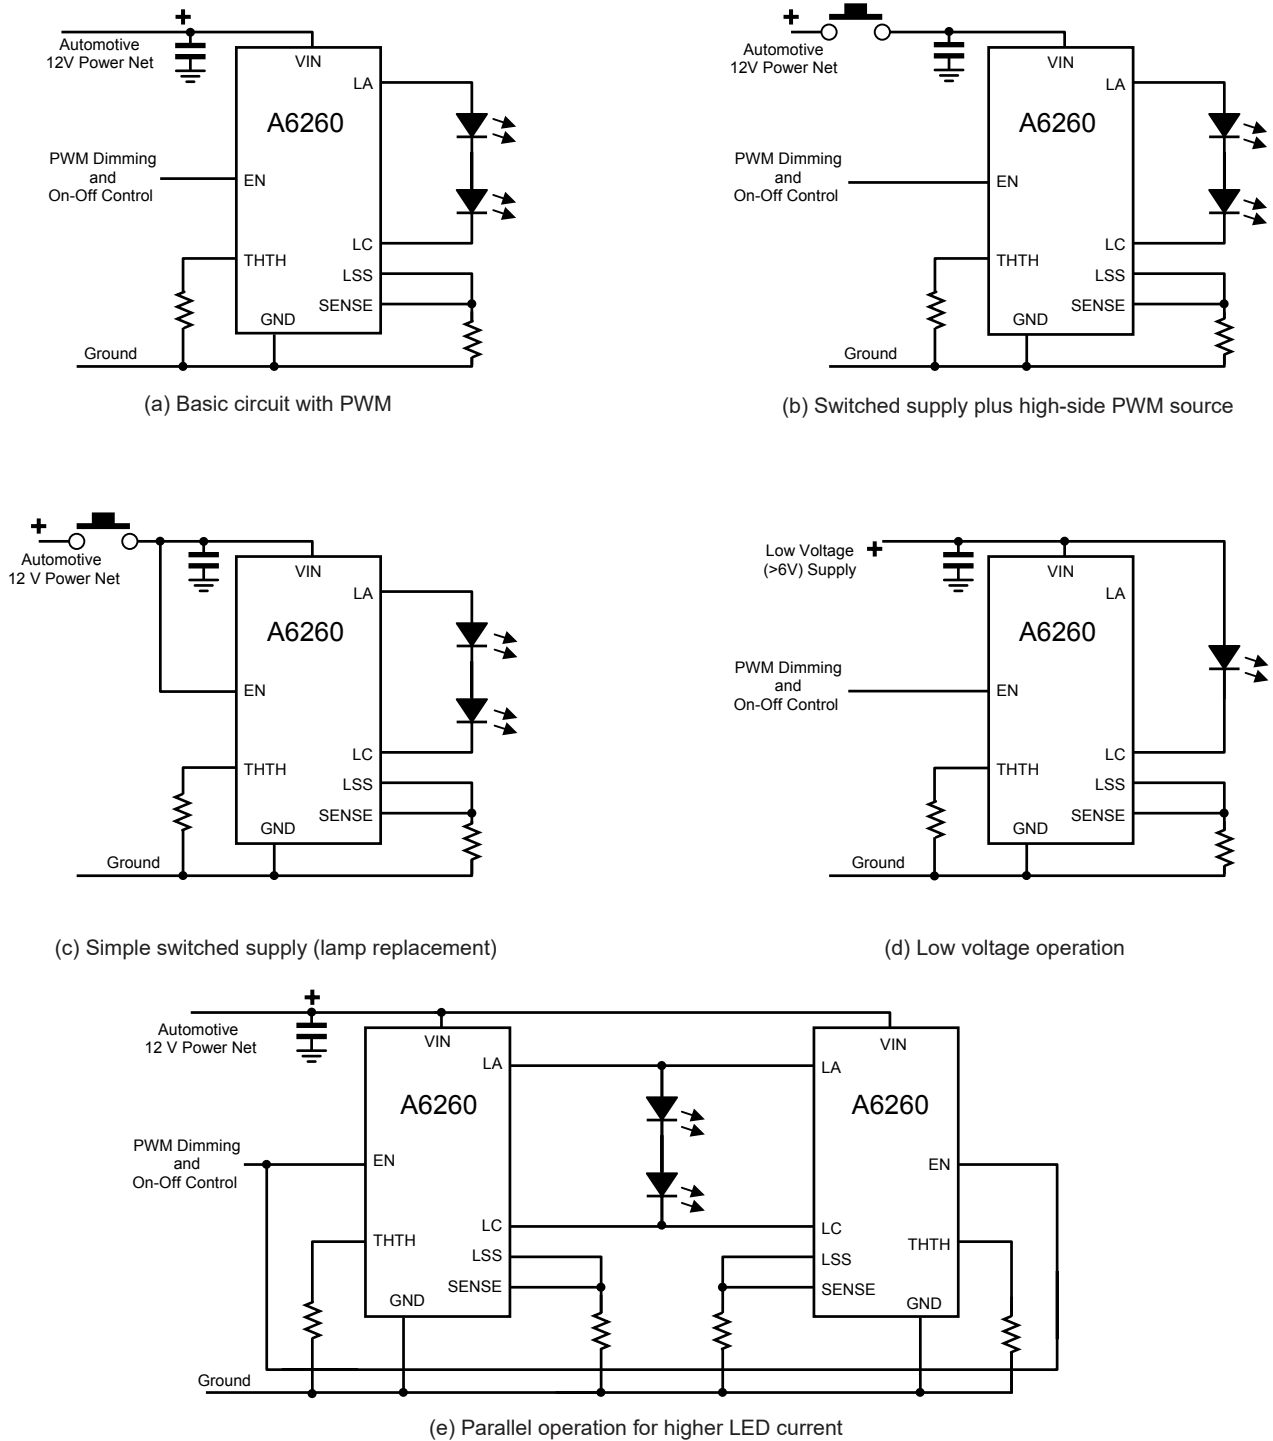 +
Automotive
12V Power Net
VIN
LA
A6260
PWM Dimming
and
On-Off Control
EN
LC
THTH
LSS
SENSE
GND
Ground
(a) Basic circuit with PWM
+
Automotive
12V Power Net
VIN
LA
A6260
PWM Dimming
and
On-Off Control
EN
LC
THTH
LSS
SENSE
GND
Ground
(b) Switched supply plus high-side PWM source
+
Automotive
12 V Power Net
VIN
LA
A6260
EN
LC
THTH
LSS
SENSE
GND
Ground
(c) Simple switched supply (lamp replacement)
Low Voltage +
(>6V) Supply
VIN
LA
A6260
PWM Dimming
and
On-Off Control
EN
LC
THTH
LSS
SENSE
GND
Ground
(d) Low voltage operation
+
Automotive
12 V Power Net
VIN
LA
A6260
PWM Dimming
and
On-Off Control
EN
LC
THTH
LSS
SENSE
GND
VIN
LA
A6260
EN
LC
THTH
LSS
SENSE
GND
Ground
(e) Parallel operation for higher LED current